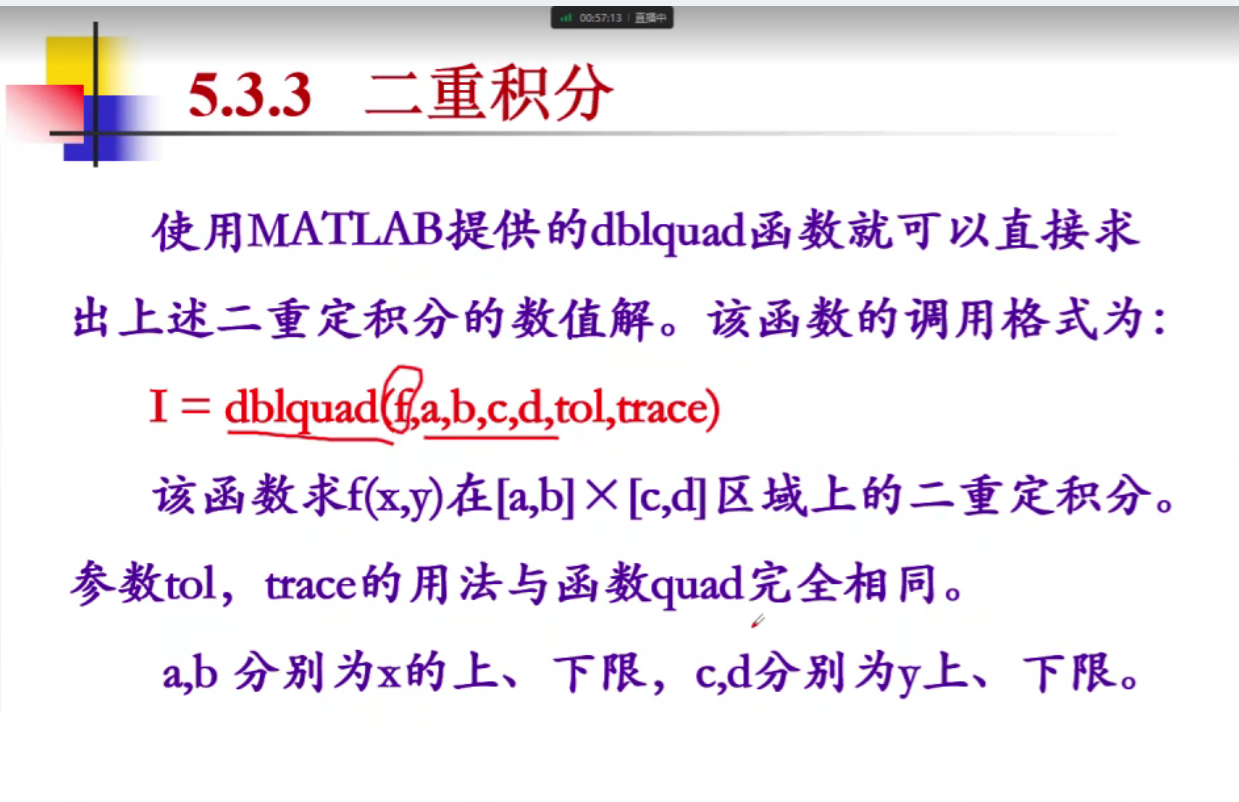 00:57:13 直播中
5.3.3 二重积分
使用MATLAB提供的dblquad函数就可以直接求
出上述二重定积分的数值解。该函数的调用格式为：
I = dblquad(f,a,b,c,d,tol,trace)
该函数求f(x,y)在[a,b]×[c,d]区域上的二重定积分。
参数tol，trace的用法与函数quad完全相同。
a,b 分别为x的上、下限，c,d分别为y上、下限。